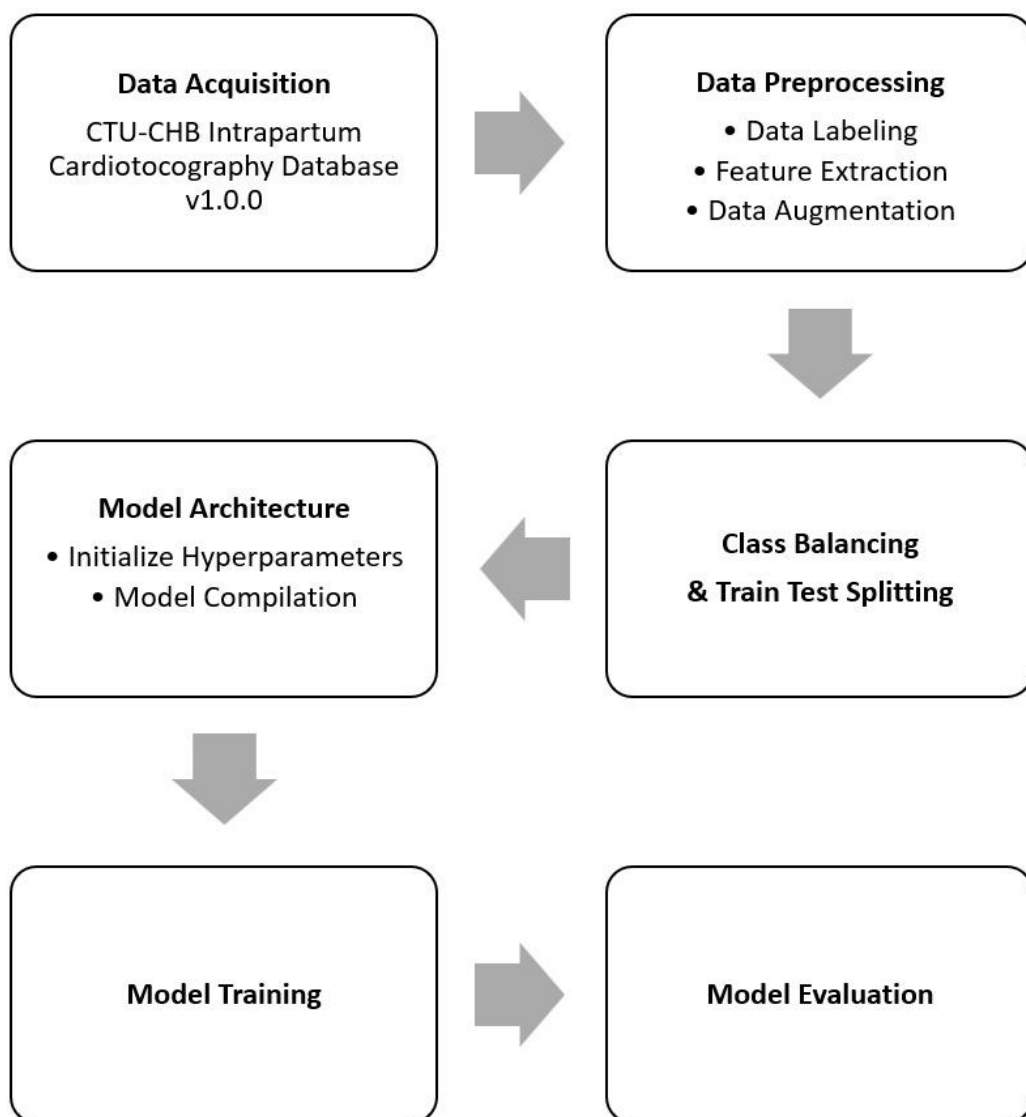 Data Acquisition
CTU-CHB Intrapartum
Cardiotocography Database
v1.0.0
Data Preprocessing
• Data Labeling
• Feature Extraction
• Data Augmentation
Class Balancing
& Train Test Splitting
Model Architecture
• Initialize Hyperparameters
• Model Compilation
Model Training
Model Evaluation